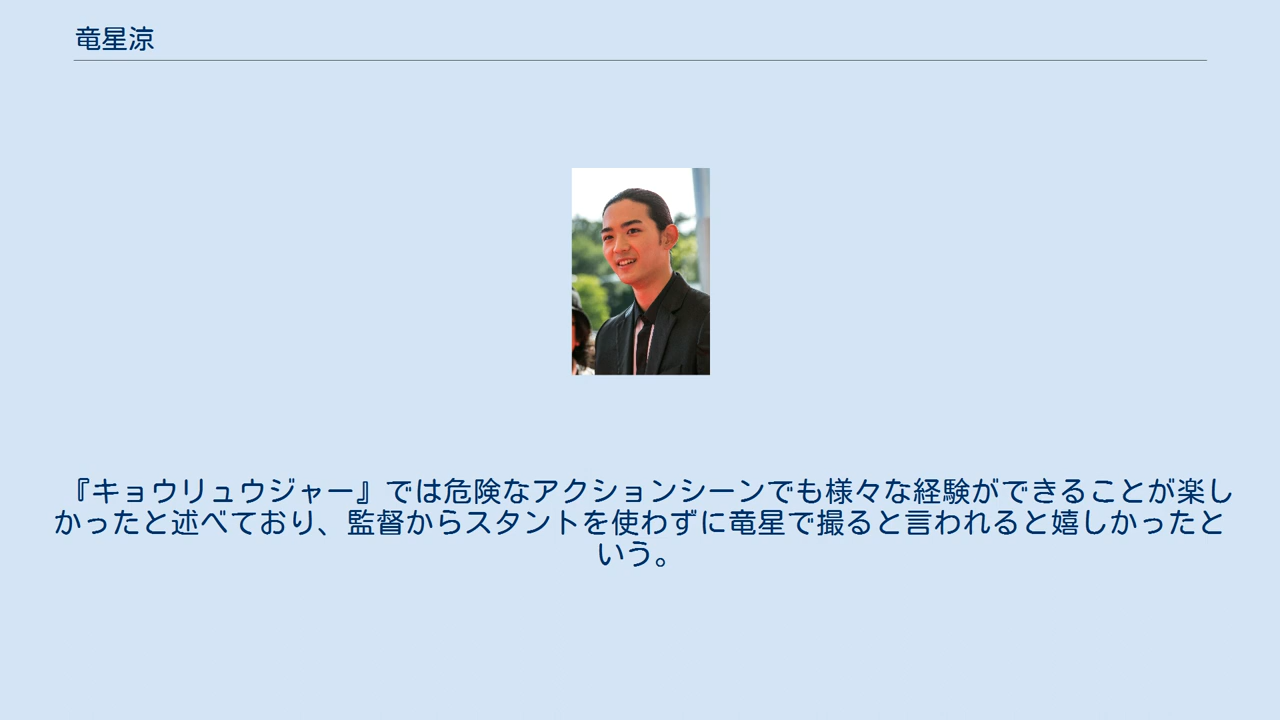 竜星涼
『キョウリュウジャー』では危険なアクションシーンでも様々な経験ができることが楽し
かったと述べており、監督からスタントを使わずに竜星で撮ると言われると嬉しかったと
いう。